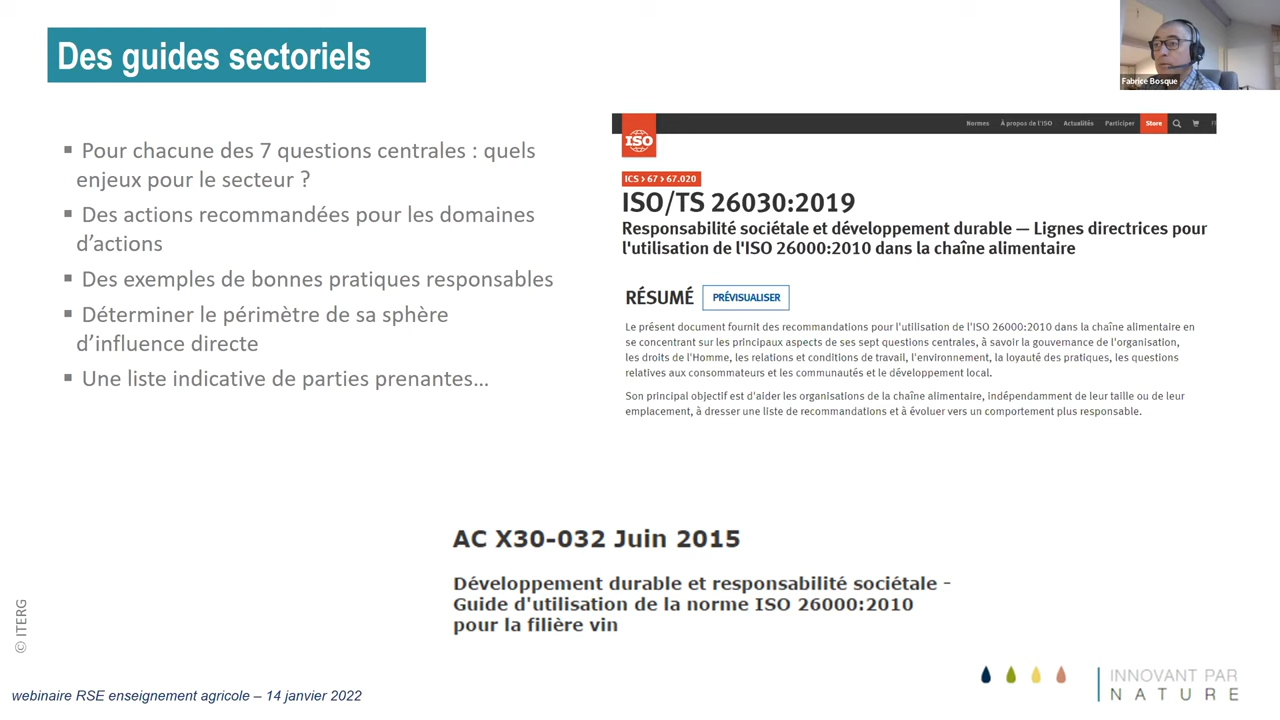 Des guides sectoriels
Fabrice Bosque
▪ Pour chacune des 7 questions centrales : quels
enjeux pour le secteur ?
▪ Des actions recommandées pour les domaines
d’actions
▪ Des exemples de bonnes pratiques responsables
▪ Déterminer le périmètre de sa sphère
d’influence directe
▪ Une liste indicative de parties prenantes…
ISO
Normes À propos de l'ISO Actualités Participer Store
ICS > 67 > 67.020
ISO/TS 26030:2019
Responsabilité sociétale et développement durable — Lignes directrices pour
l'utilisation de l'ISO 26000:2010 dans la chaîne alimentaire
RÉSUMÉ PRÉVISUALISER
Le présent document fournit des recommandations pour l'utilisation de l'ISO 26000:2010 dans la chaîne alimentaire en
se concentrant sur les principaux aspects de ses sept questions centrales, à savoir la gouvernance de l'organisation,
les droits de l'Homme, les relations et conditions de travail, l'environnement, la loyauté des pratiques, les questions
relatives aux consommateurs et les communautés et le développement local.
Son principal objectif est d'aider les organisations de la chaîne alimentaire, indépendamment de leur taille ou de leur
emplacement, à dresser une liste de recommandations et à évoluer vers un comportement plus responsable.
AC X30-032 Juin 2015
Développement durable et responsabilité sociétale -
Guide d'utilisation de la norme ISO 26000:2010
pour la filière vin
© ITERG
webinaire RSE enseignement agricole – 14 janvier 2022
INNOVANT PAR
NATURE